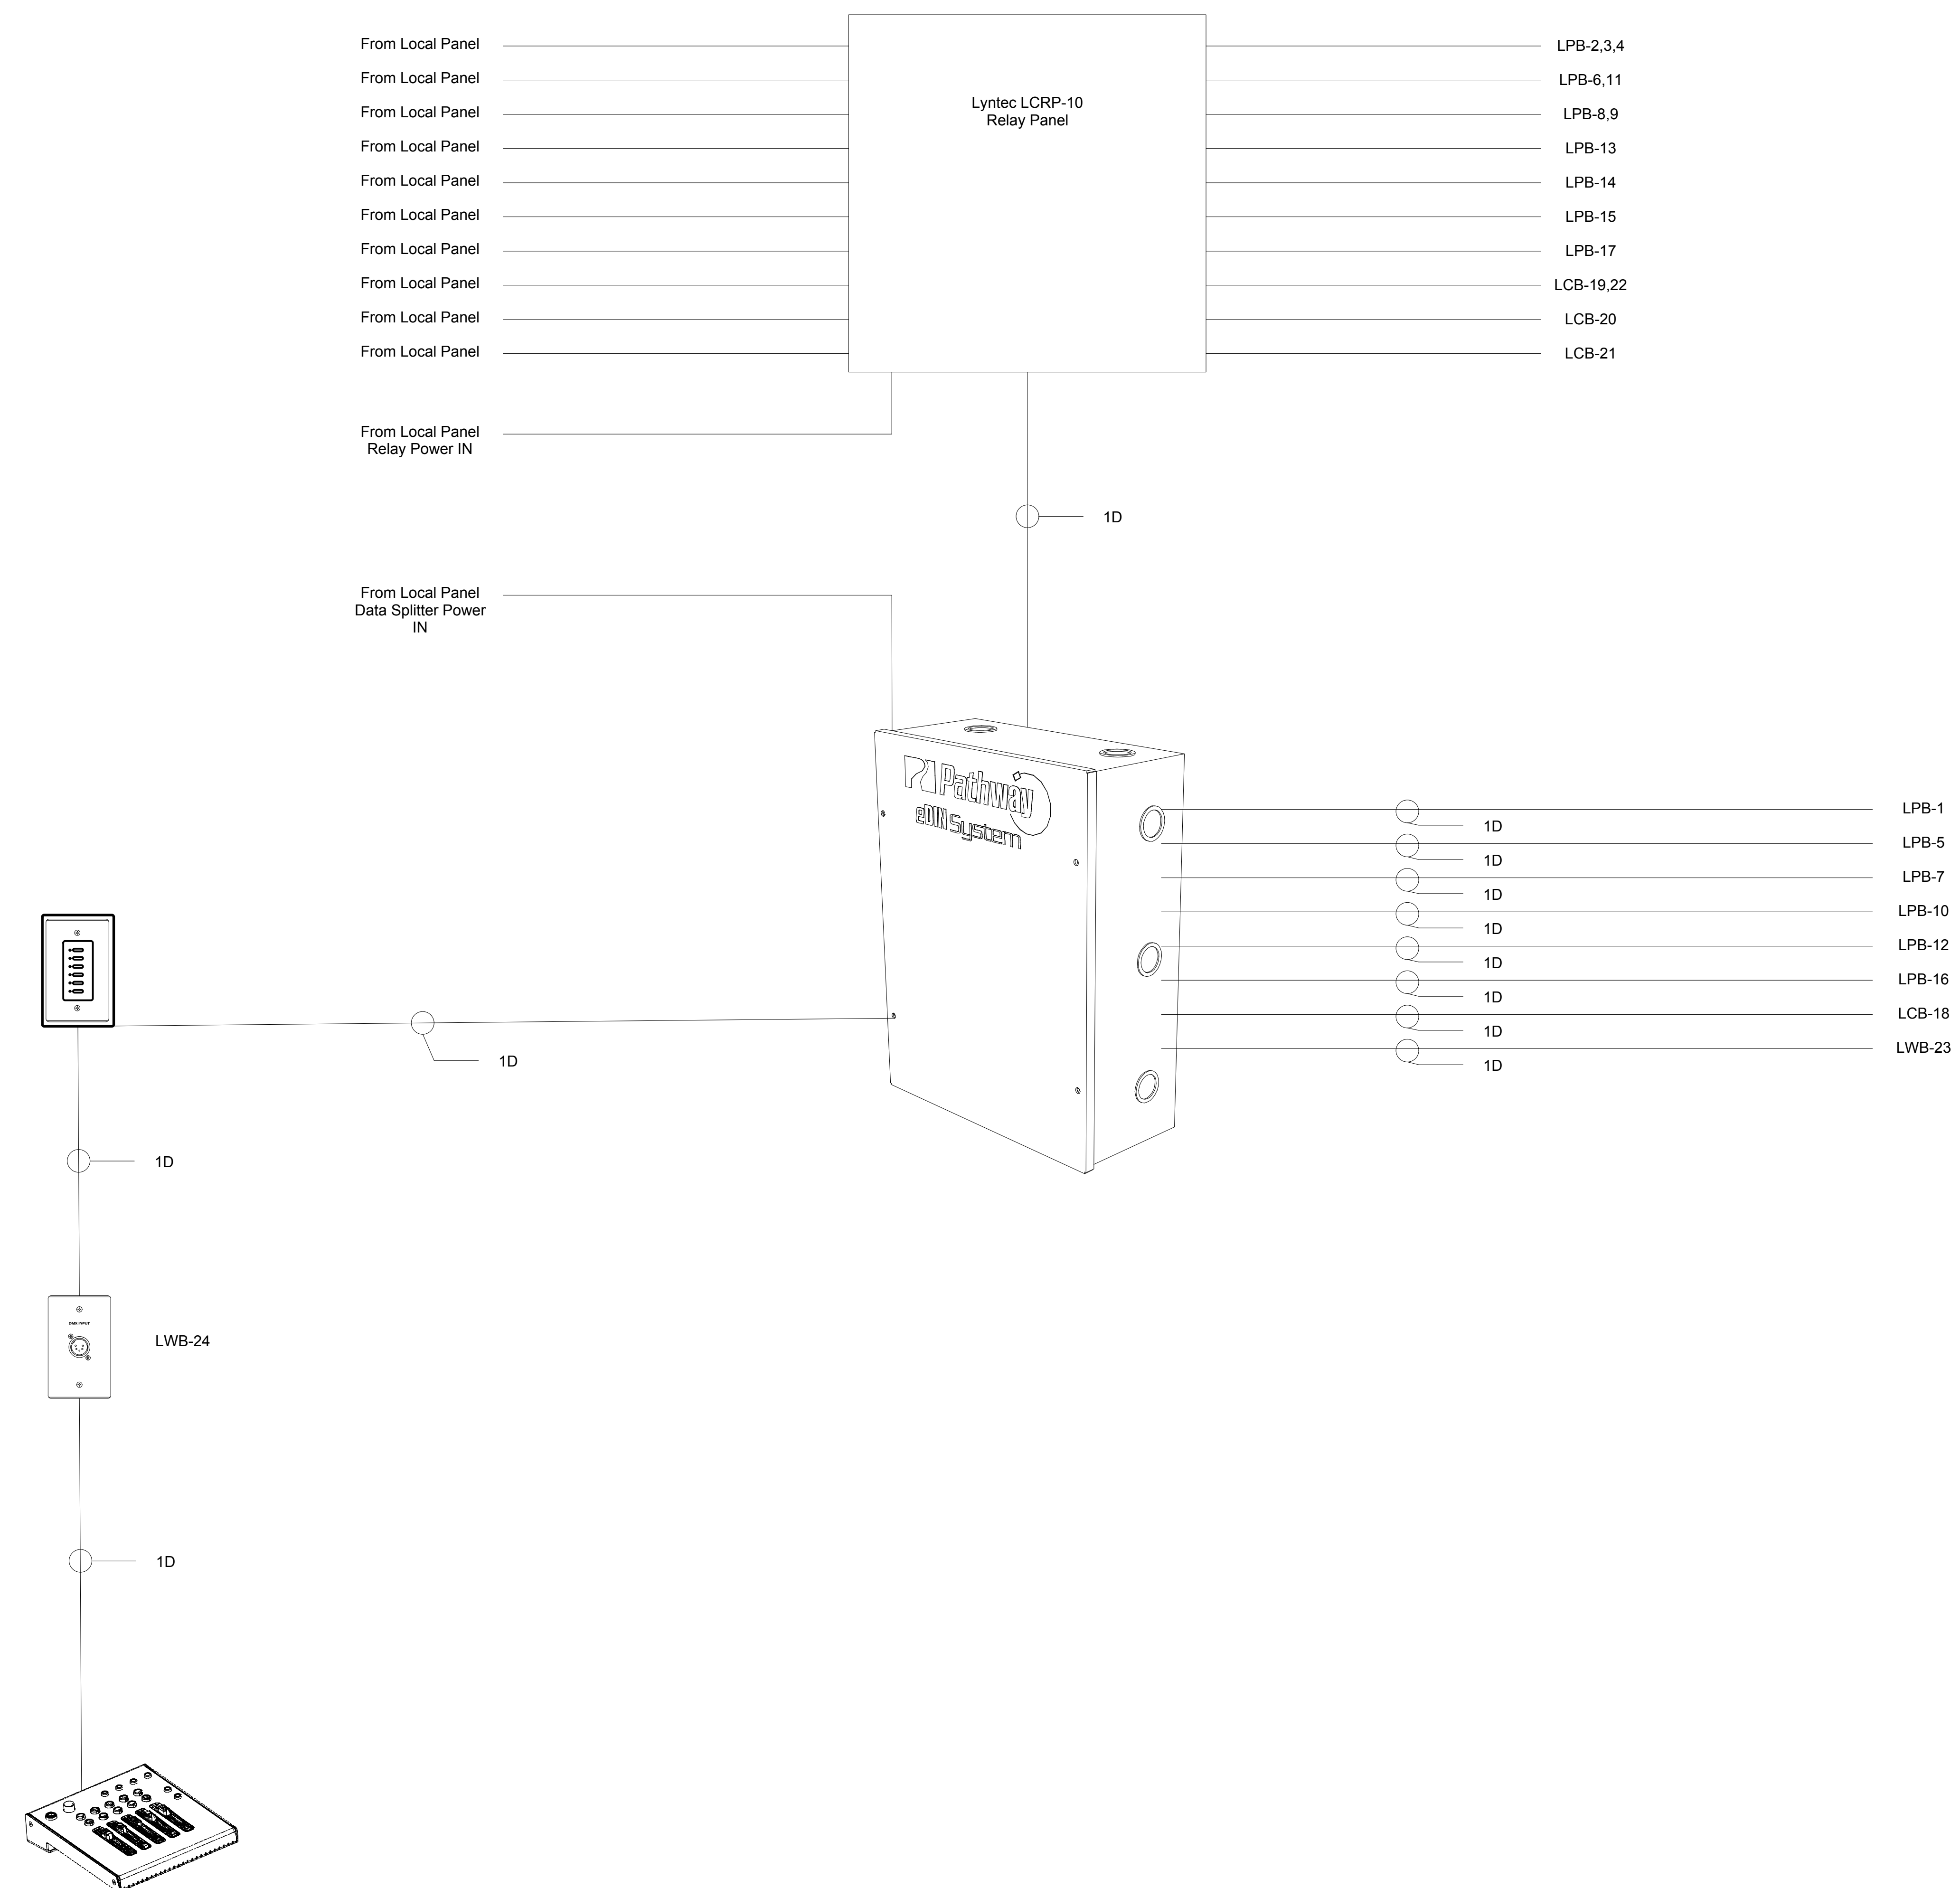 From Local Panel
LPB-2,3,4
From Local Panel
LPB-6,11
Lyntec LCRP-10
Relay Panel
From Local Panel
LPB-8,9
From Local Panel
LPB-13
From Local Panel
LPB-14
From Local Panel
LPB-15
From Local Panel
LPB-17
From Local Panel
LCB-19,22
From Local Panel
LCB-20
From Local Panel
LCB-21
From Local Panel
Relay Power IN
1D
From Local Panel
Data Splitter Power
IN
Pathway
eDIN System
LPB-1
1D
LPB-5
1D
LPB-7
1D
LPB-10
1D
LPB-12
1D
LPB-16
1D
LCB-18
1D
LWB-23
1D
1D
1D
DMX INPUT
LWB-24
1D